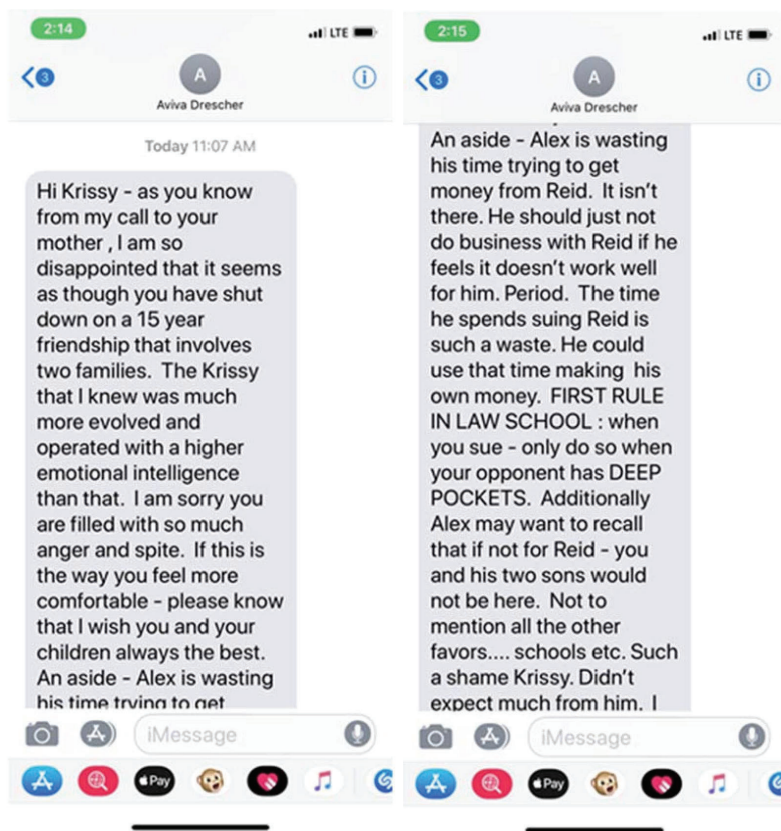 2:14
LTE
3
A
Aviva Drescher
Today 11:07 AM
Hi Krissy - as you know
from my call to your
mother , I am so
disappointed that it seems
as though you have shut
down on a 15 year
friendship that involves
two families.  The Krissy
that I knew was much
more evolved and
operated with a higher
emotional intelligence
than that.  I am sorry you
are filled with so much
anger and spite.  If this is
the way you feel more
comfortable - please know
that I wish you and your
children always the best.
An aside - Alex is wasting
his time trying to get
iMessage
Pay
2:15
LTE
3
A
Aviva Drescher
An aside - Alex is wasting
his time trying to get
money from Reid.  It isn't
there. He should just not
do business with Reid if he
feels it doesn't work well
for him. Period.  The time
he spends suing Reid is
such a waste. He could
use that time making  his
own money.  FIRST RULE
IN LAW SCHOOL : when
you sue - only do so when
your opponent has DEEP
POCKETS.  Additionally
Alex may want to recall
that if not for Reid - you
and his two sons would
not be here.  Not to
mention all the other
favors.... schools etc. Such
a shame Krissy. Didn't
expect much from him. I
iMessage
Pay